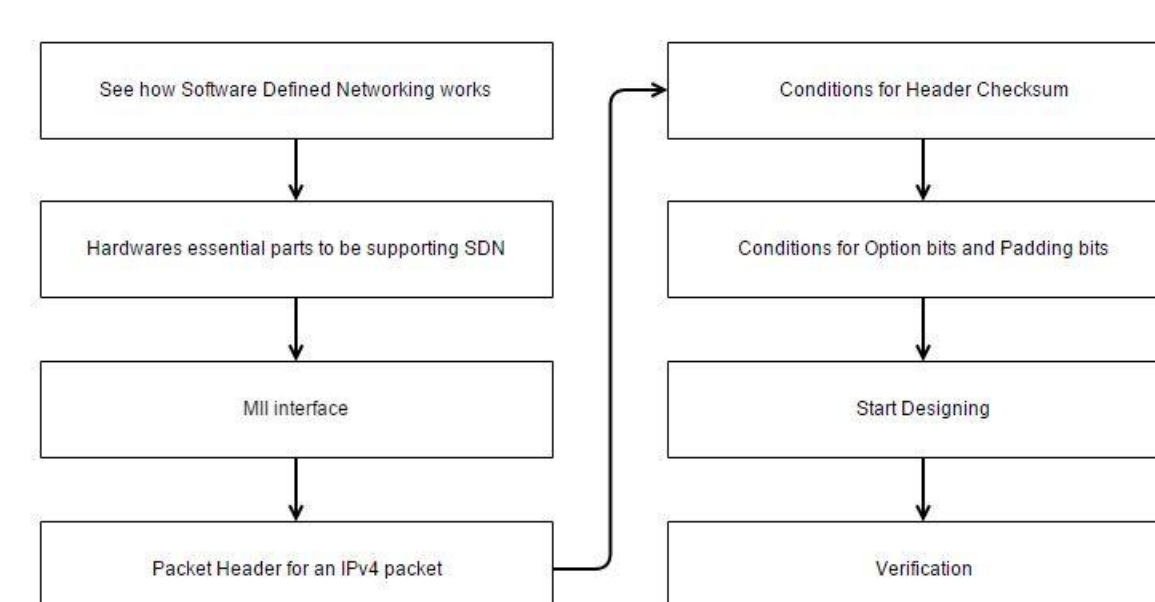 See how Software Defined Networking works
Hardwares essential parts to be supporting SDN
MII interface
Packet Header for an IPv4 packet
Conditions for Header Checksum
Conditions for Option bits and Padding bits
Start Designing
Verification